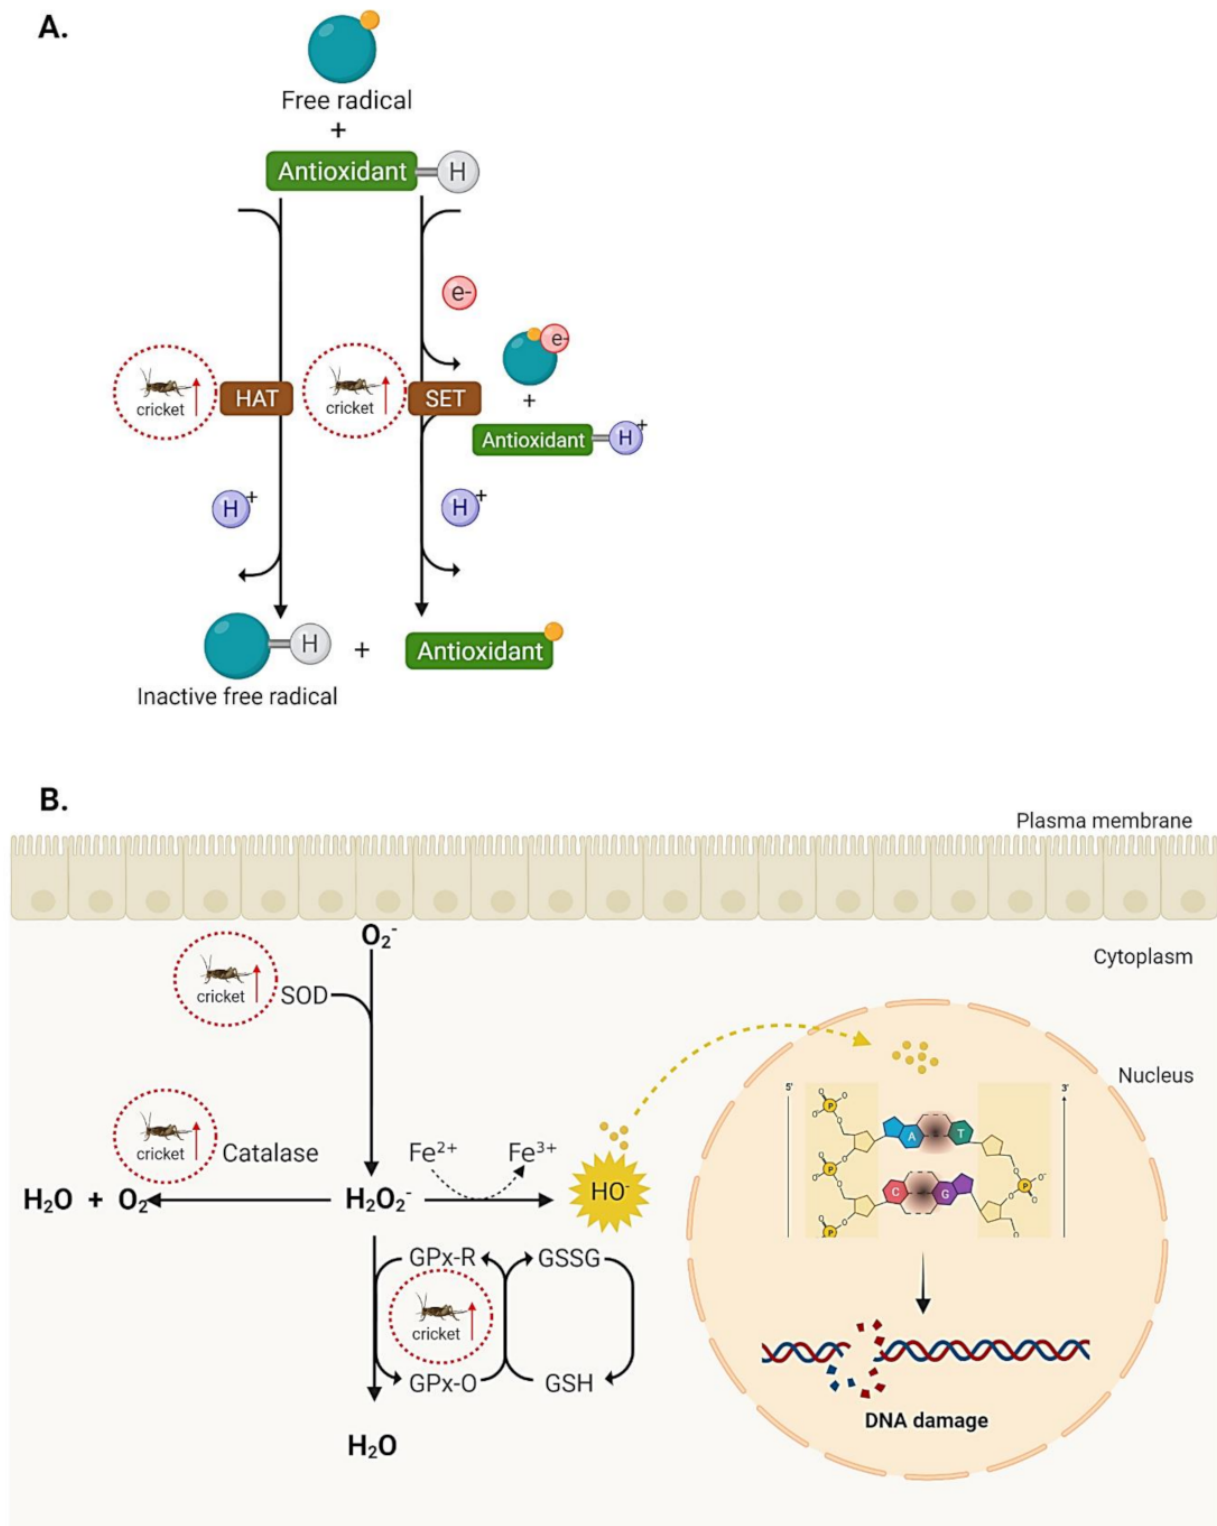 A.
Free radical
+
Antioxidant H
e-
e-
cricket HAT cricket SET
+
Antioxidant H+
H+ H+
H + Antioxidant
Inactive free radical
B.
Plasma membrane
O₂⁻
Cytoplasm
cricket SOD
Nucleus
5' 3'
P O O O
A T
cricket Catalase Fe²⁺ Fe³⁺
P O O
P O O⁻ O
H₂O + O₂ H₂O₂⁻ HO⁻
C G
P O O
GPx-R GSSG
cricket
GPx-O GSH
DNA damage
H₂O